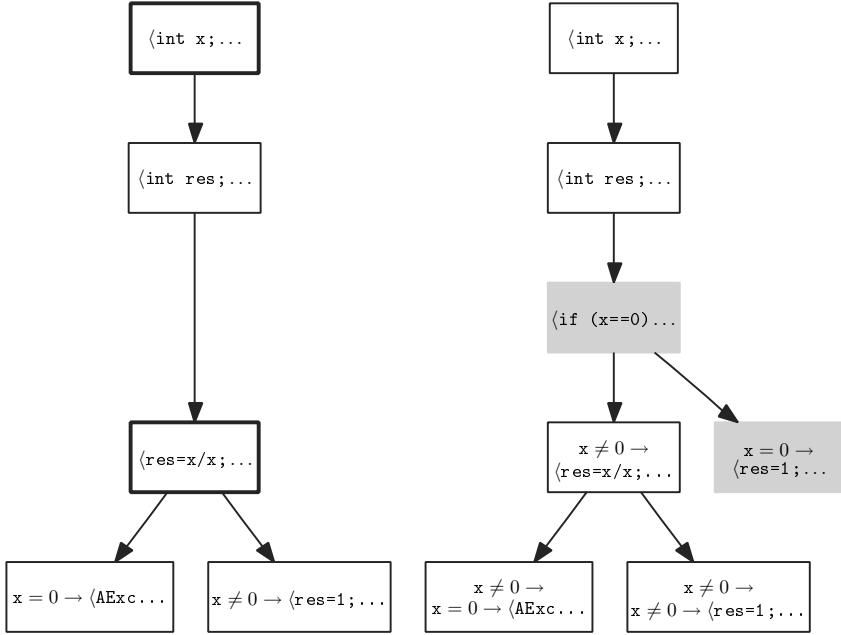 ⟨int x;...
⟨int res;...
⟨res=x/x;...
x = 0 → ⟨AExc...
x ≠ 0 → ⟨res=1;...
⟨int x;...
⟨int res;...
⟨if (x==0)...
x ≠ 0 →
⟨res=x/x;...
x = 0 →
⟨res=1;...
x ≠ 0 →
x = 0 → ⟨AExc...
x ≠ 0 →
x ≠ 0 → ⟨res=1;...